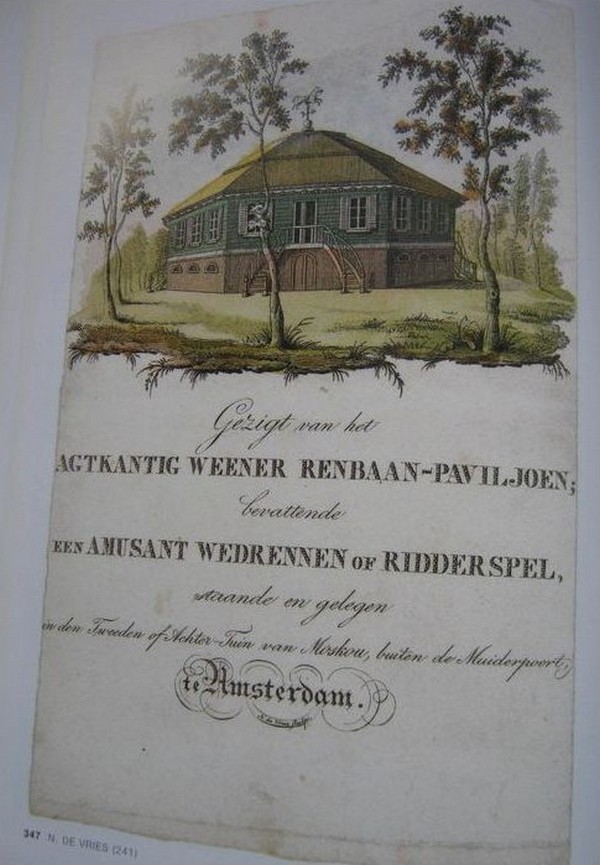 Gezigt van het
AGTKANTIG WEENER RENBAAN-PAVILJOEN;
bevattende
EEN AMUSANT WEDRENNEN OF RIDDERSPEL,
staande en gelegen
in den Tweeden of Achter-Tuin van Moskou, buiten de Muiderpoort;
te Amsterdam.
347 N. DE VRIES (241)